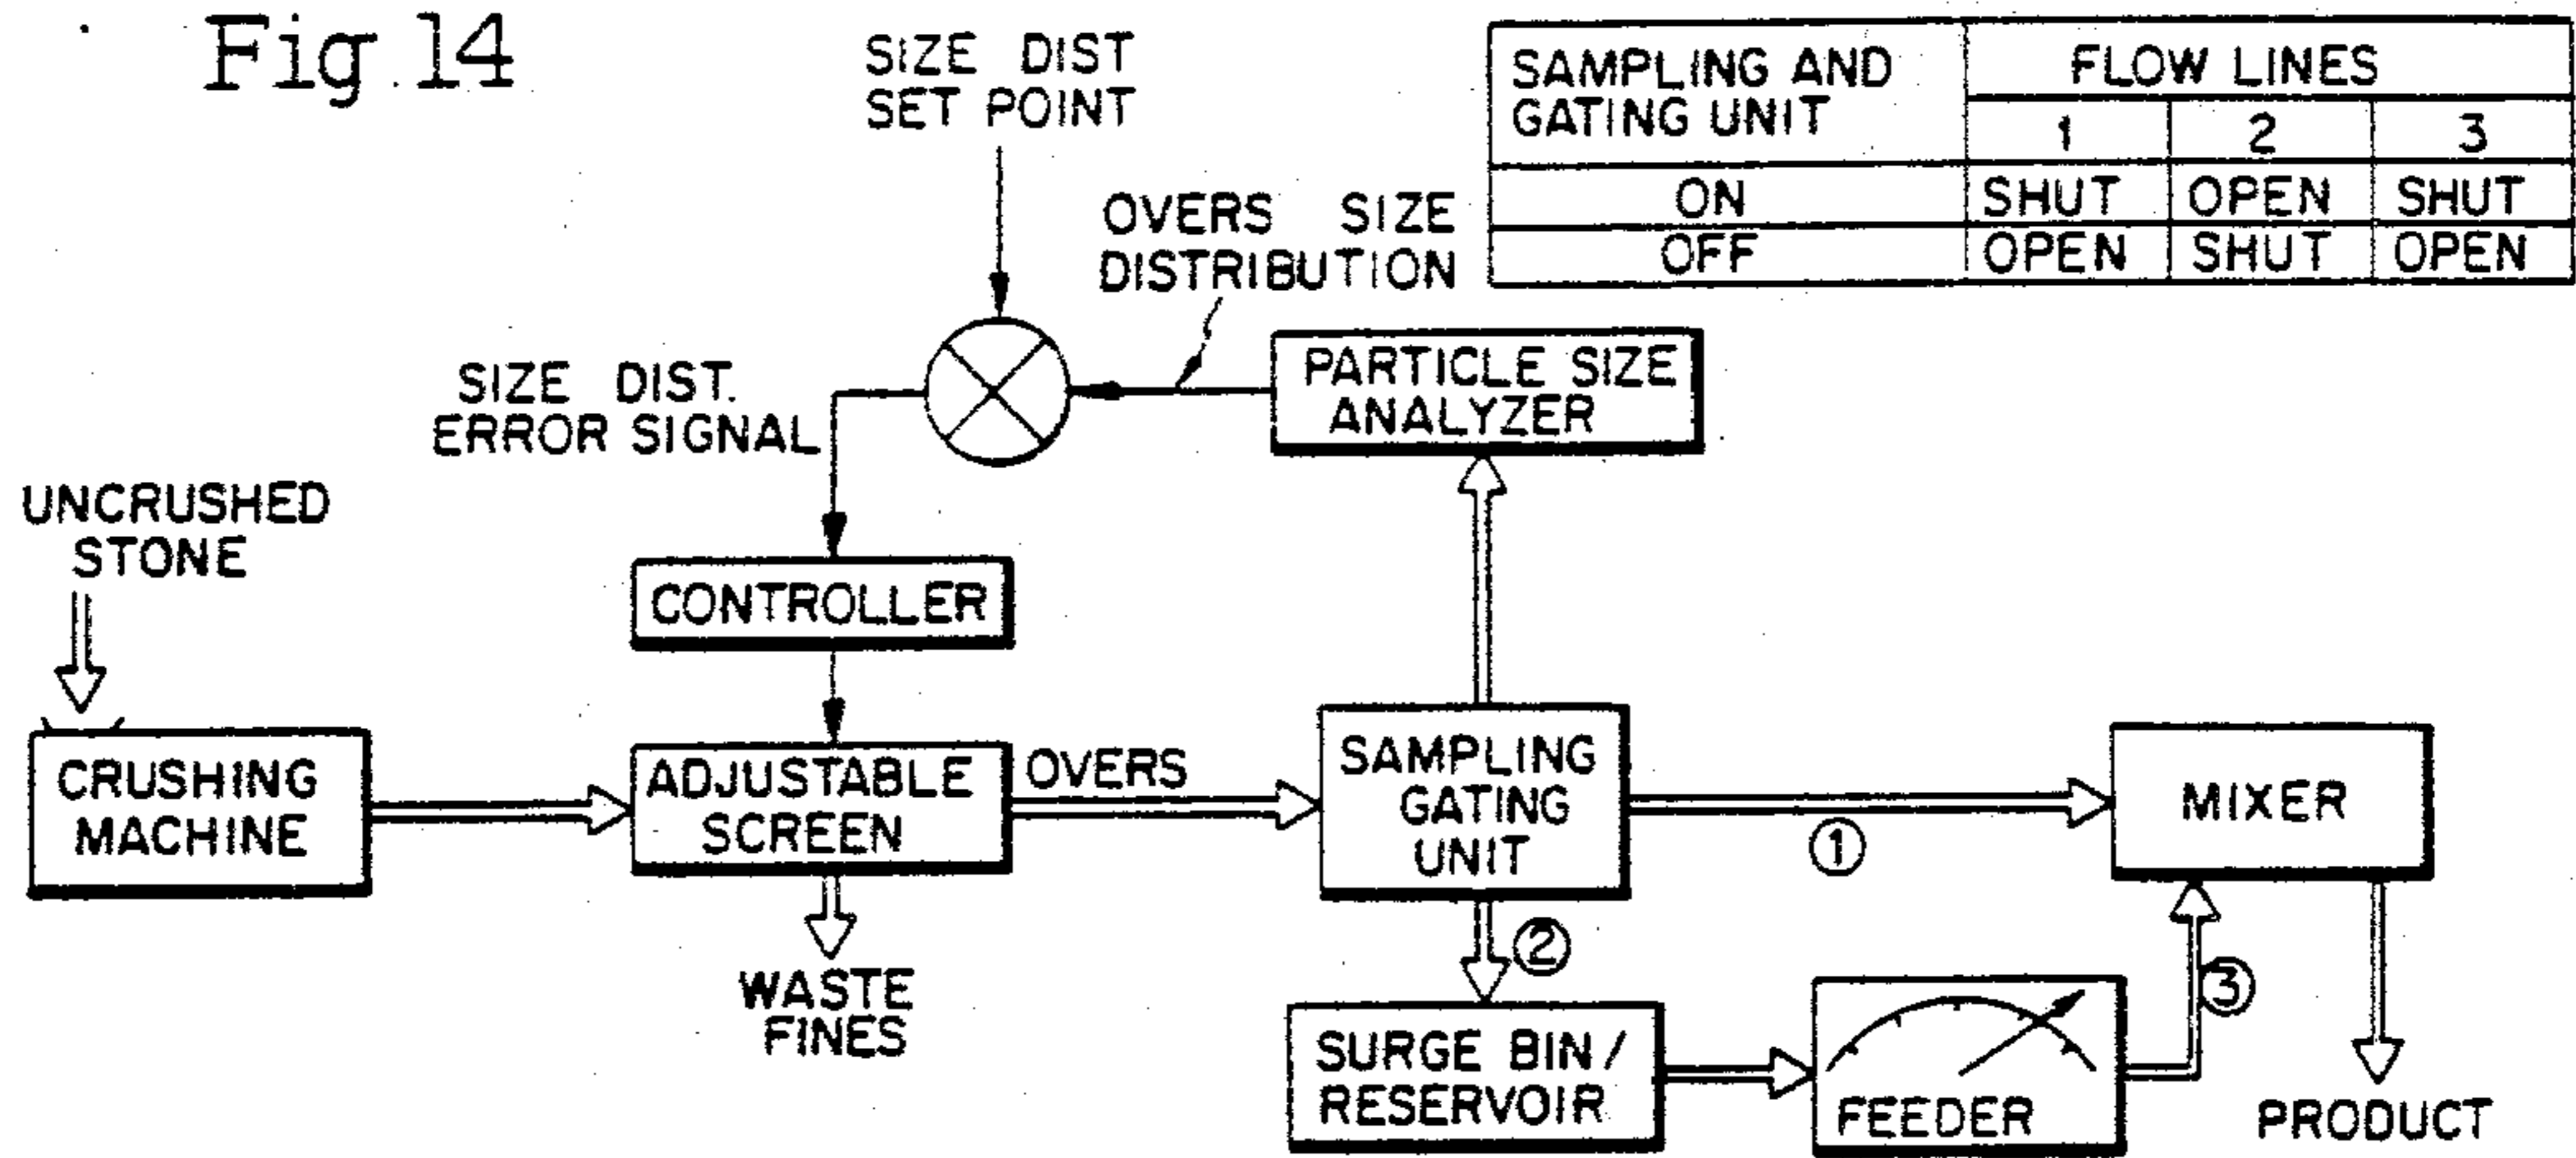 Fig. 14
SIZE DIST
SET POINT
SAMPLING AND
GATING UNIT
FLOW LINES
1 2 3
ON SHUT OPEN SHUT
OFF OPEN SHUT OPEN
OVERS SIZE
DISTRIBUTION
SIZE DIST.
ERROR SIGNAL
PARTICLE SIZE
ANALYZER
UNCRUSHED
STONE
CONTROLLER
CRUSHING
MACHINE
ADJUSTABLE
SCREEN
OVERS
SAMPLING
GATING
UNIT
1
MIXER
WASTE
FINES
2
SURGE BIN/
RESERVOIR
FEEDER
3
PRODUCT